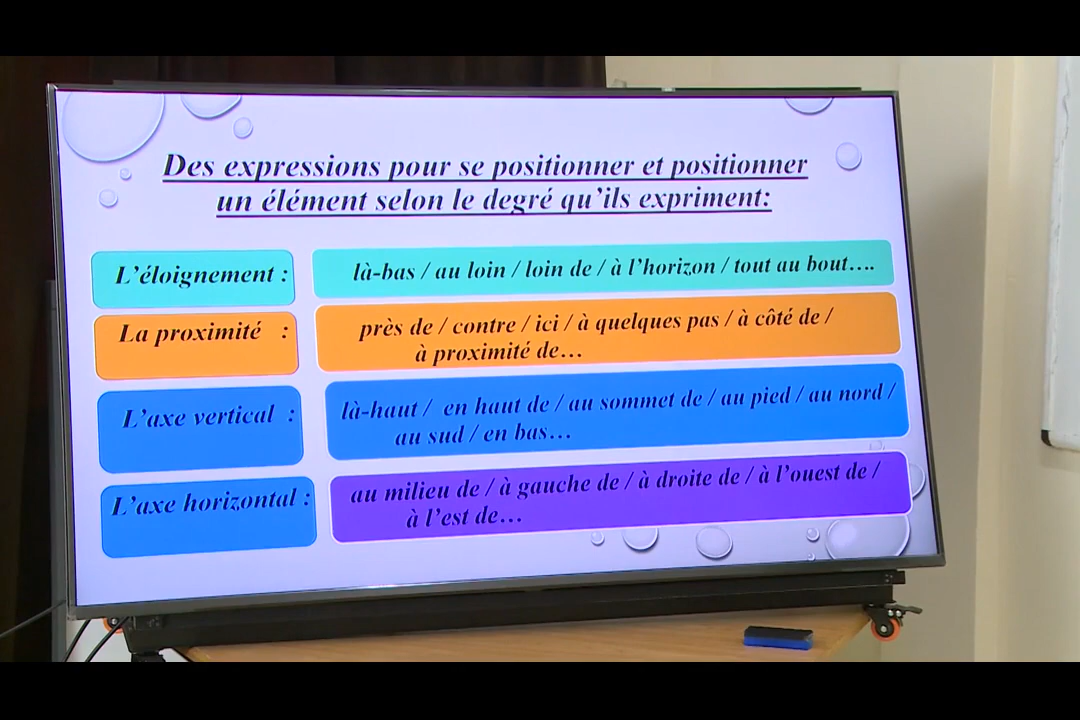 Des expressions pour se positionner et positionner
un élément selon le degré qu'ils expriment:
L'éloignement :
là-bas / au loin / loin de / à l'horizon / tout au bout….
La proximité :
près de / contre / ici / à quelques pas / à côté de /
à proximité de…
L'axe vertical :
là-haut / en haut de / au sommet de / au pied / au nord /
au sud / en bas…
L'axe horizontal :
au milieu de / à gauche de / à droite de / à l'ouest de /
à l'est de…